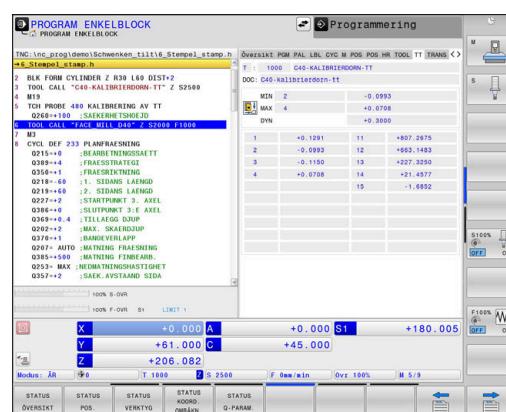 PROGRAM ENKELBLOCK
PROGRAM ENKELBLOCK
Programmering
TNC:\nc_prog\demo\Schwenken_tilt\6_Stempel_stamp.h
→6_Stempel_stamp.h
2 BLK FORM CYLINDER Z R30 L60 DIST+2
3 TOOL CALL "C40-KALIBRIERDORN-TT" Z S2500
4 M19
5 TCH PROBE 480 KALIBRERING AV TT
Q260=+100 ;SAEKERHETSHOEJD
6 TOOL CALL "FACE_MILL_D40" Z S2000 F1000
7 M3
8 CYCL DEF 233 PLANFRAESNING
Q215=+0 ;BEARBETNINGSSAETT
Q389=+4 ;FRAESSTRATEGI
Q350=+1 ;FRAESRIKTNING
Q218=-60 ;1. SIDANS LAENGD
Q219=+60 ;2. SIDANS LAENGD
Q227=+2 ;STARTPUNKT 3. AXEL
Q386=+0 ;SLUTPUNKT 3:E AXEL
Q369=+0.4 ;TILLAEGG DJUP
Q202=+2 ;MAX. SKAERDJUP
Q370=+1 ;BANOEVERLAPP
Q207= AUTO ;MATNING FRAESNING
Q385=+500 ;MATNING FINBEARB.
Q253= MAX ;NEDMATNINGSHASTIGHET
Q357=+2 ;SAEK.AVSTAAND SIDA
100% S-OVR
100% F-OVR S1 LIMIT 1
Översikt PGM PAL LBL CYC M POS POS HR TOOL TT TRANS
T : 1000 C40-KALIBRIERDORN-TT
DOC: C40-kalibrierdorn-tt
MIN 2 -0.0993
MAX 4 +0.0708
DYN +0.3000
1 +0.1291 11 +807.2675
2 -0.0993 12 +663.1483
3 -0.1150 13 +227.3250
4 +0.0708 14 +21.4577
15 -1.6852
X +0.000 A +0.000 S1 +180.005
Y +61.000 C +45.000
Z +206.082
Modus: ÄR 0 T 1000 Z S 2500 F 0mm/min Ovr 100% M 5/9
STATUS ÖVERSIKT
STATUS POS.
STATUS VERKTYG
STATUS KOORD. OMRÄKN
STATUS Q-PARAM.
M
S
S100%
OFF
F100%
OFF